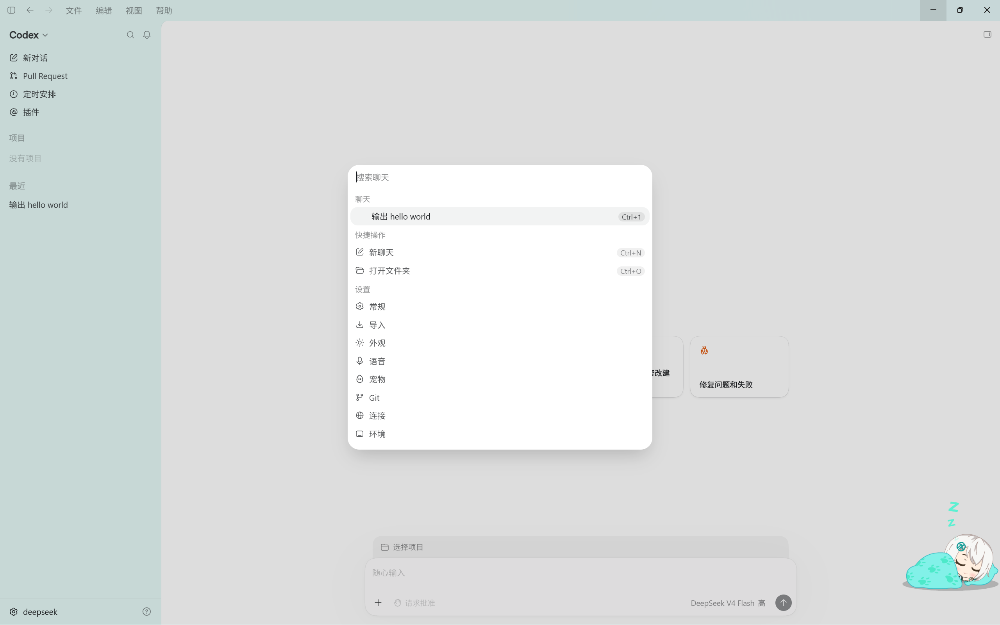 文件 编辑 视图 帮助
Codex
新对话
Pull Request
定时安排
插件
项目
没有项目
最近
输出 hello world
deepseek
搜索聊天
聊天
输出 hello world Ctrl+1
快捷操作
新聊天 Ctrl+N
打开文件夹 Ctrl+O
设置
常规
导入
外观
语音
宠物
Git
连接
环境
改建
修复问题和失败
Z
z
选择项目
随心输入
请求批准
DeepSeek V4 Flash 高